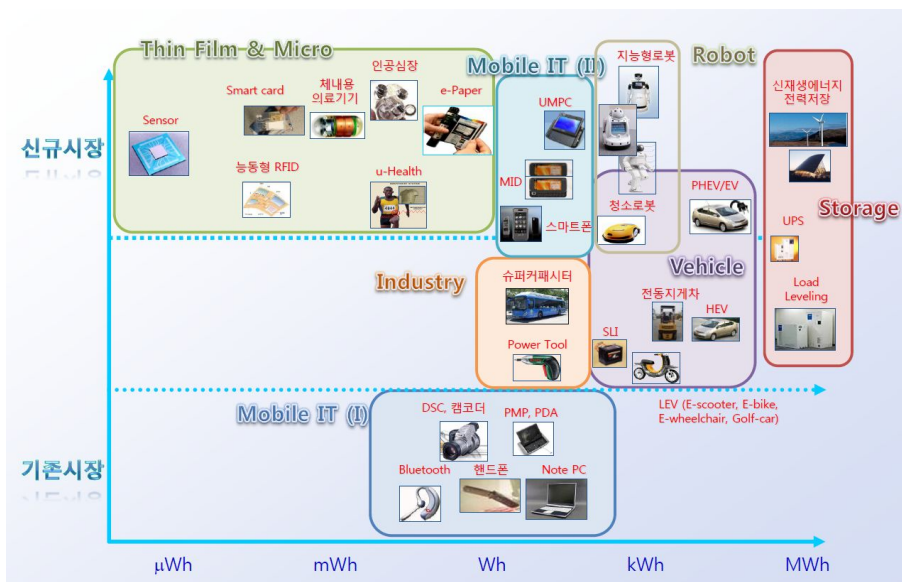 Thin Film & Micro
인공심장
Smart card
체내용
의료기기
e-Paper
Sensor
능동형 RFID
u-Health
Mobile IT (II)
UMPC
MID
스마트폰
지능형로봇
Robot
청소로봇
PHEV/EV
Vehicle
전동지게차
HEV
SLI
LEV (E-scooter, E-bike,
E-wheelchair, Golf-car)
신재생에너지
전력저장
Storage
UPS
Load
Leveling
Industry
슈퍼커패시터
Power Tool
Mobile IT (I)
DSC, 캠코더
PMP, PDA
Bluetooth
핸드폰
Note PC
신규시장
기존시장
μWh
mWh
Wh
kWh
MWh